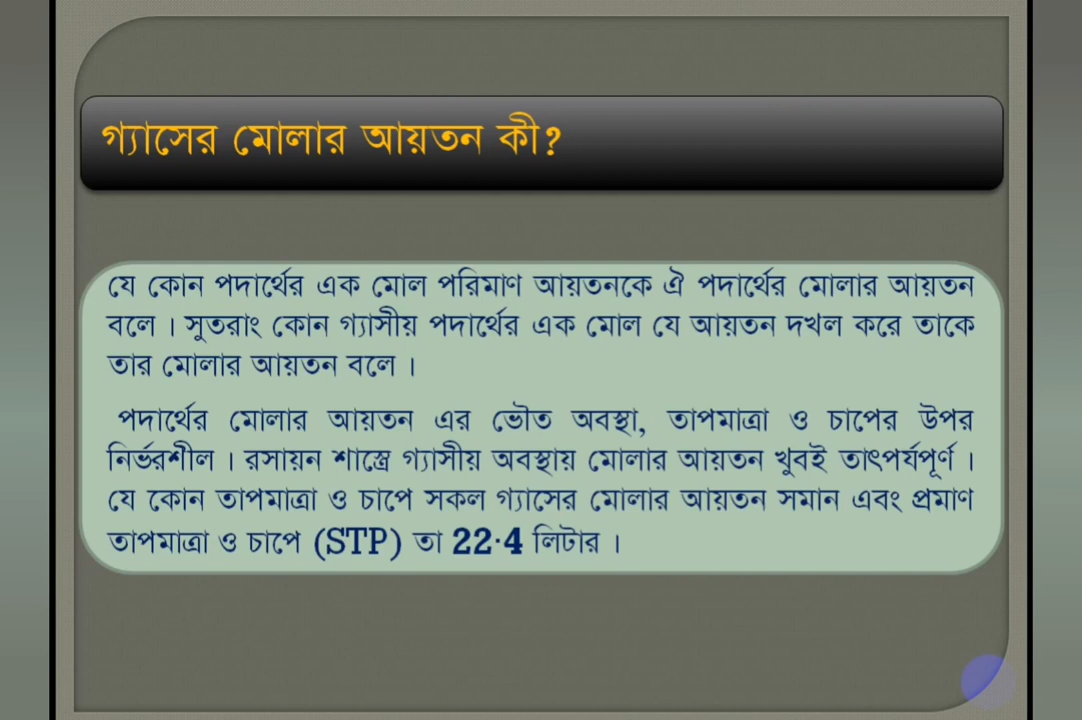 গ্যাসের মোলার আয়তন কী?
যে কোন পদার্থের এক মোল পরিমাণ আয়তনকে ঐ পদার্থের মোলার আয়তন
বলে । সুতরাং কোন গ্যাসীয় পদার্থের এক মোল যে আয়তন দখল করে তাকে
তার মোলার আয়তন বলে ।
পদার্থের মোলার আয়তন এর ভৌত অবস্থা, তাপমাত্রা ও চাপের উপর
নির্ভরশীল । রসায়ন শাস্ত্রে গ্যাসীয় অবস্থায় মোলার আয়তন খুবই তাৎপর্যপূর্ণ ।
যে কোন তাপমাত্রা ও চাপে সকল গ্যাসের মোলার আয়তন সমান এবং প্রমাণ
তাপমাত্রা ও চাপে (STP) তা 22·4 লিটার ।